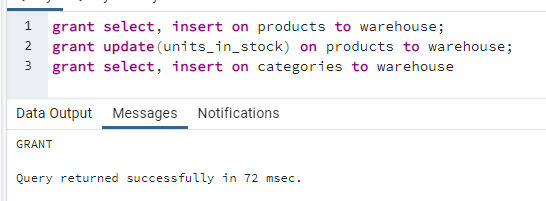 1 grant select, insert on products to warehouse;
2 grant update(units_in_stock) on products to warehouse;
3 grant select, insert on categories to warehouse
Data Output Messages Notifications
GRANT
Query returned successfully in 72 msec.